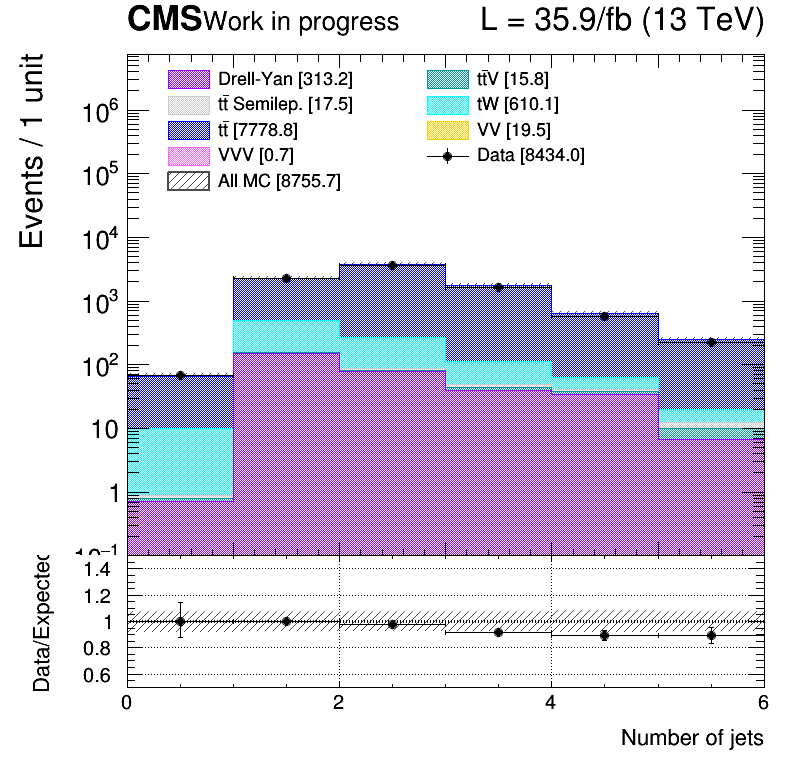 CMS Work in progress L = 35.9/fb (13 TeV)
Events / 1 unit
Drell-Yan [313.2]
tt̄ Semilep. [17.5]
tt̄ [7778.8]
VVV [0.7]
All MC [8755.7]
tt̄V [15.8]
tW [610.1]
VV [19.5]
Data [8434.0]
10⁶
10⁵
10⁴
10³
10²
10
1
10⁻¹
Data/Expected
1.4
1.2
1
0.8
0.6
0 2 4 6
Number of jets